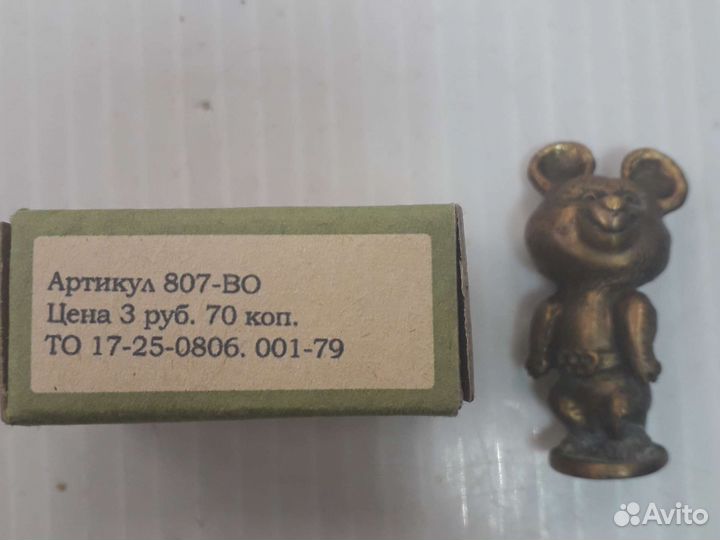 Артикул 807-ВО
Цена 3 руб. 70 коп.
ТО 17-25-0806. 001-79
Avito